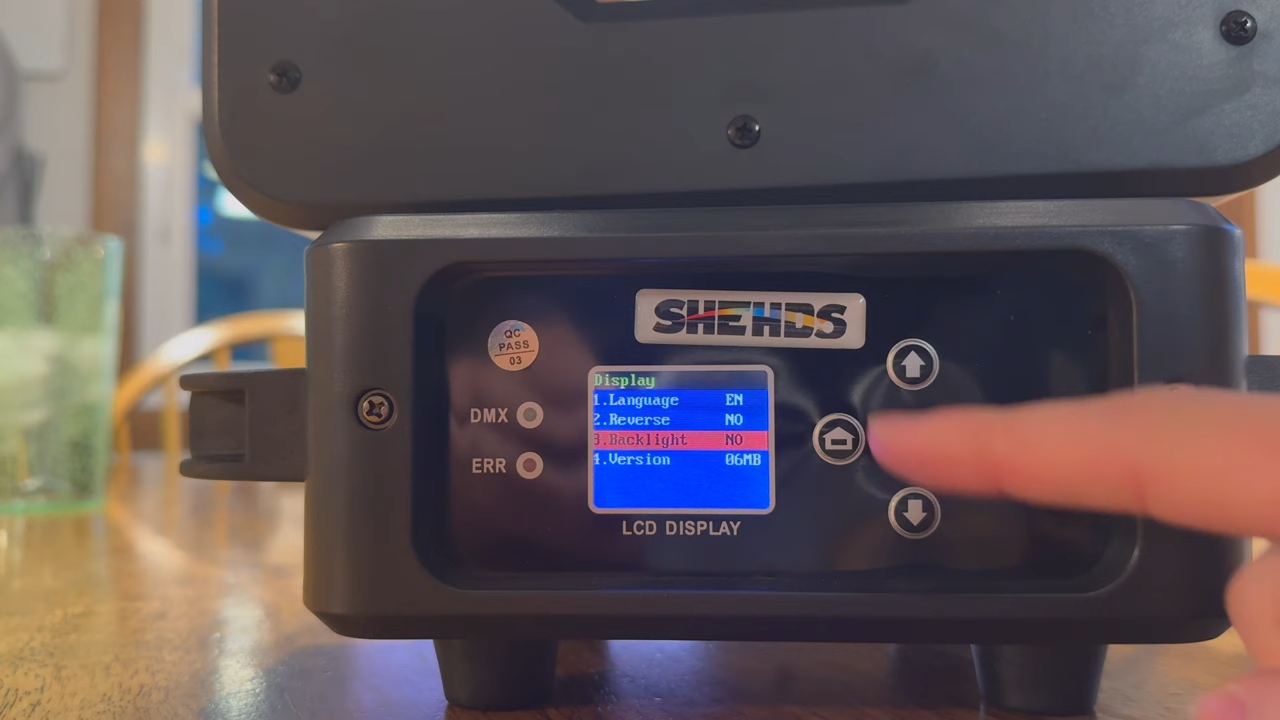 SHEHDS
QC
PASS
03
Display
1.Language EN
2.Reverse NO
3.Backlight NO
4.Version 06MB
DMX
ERR
LCD DISPLAY